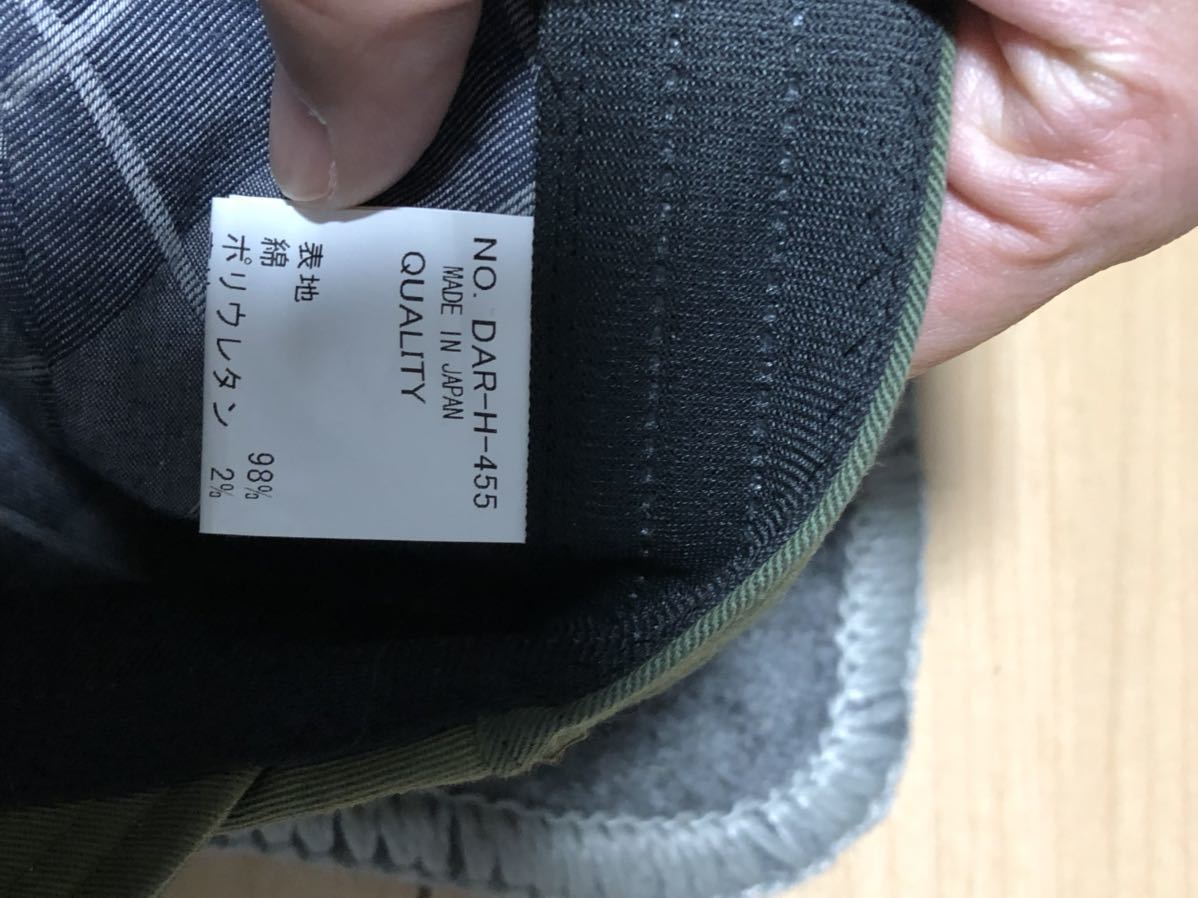 NO. DAR-H-455
MADE IN JAPAN
QUALITY
表地
綿 98%
ポリウレタン 2%